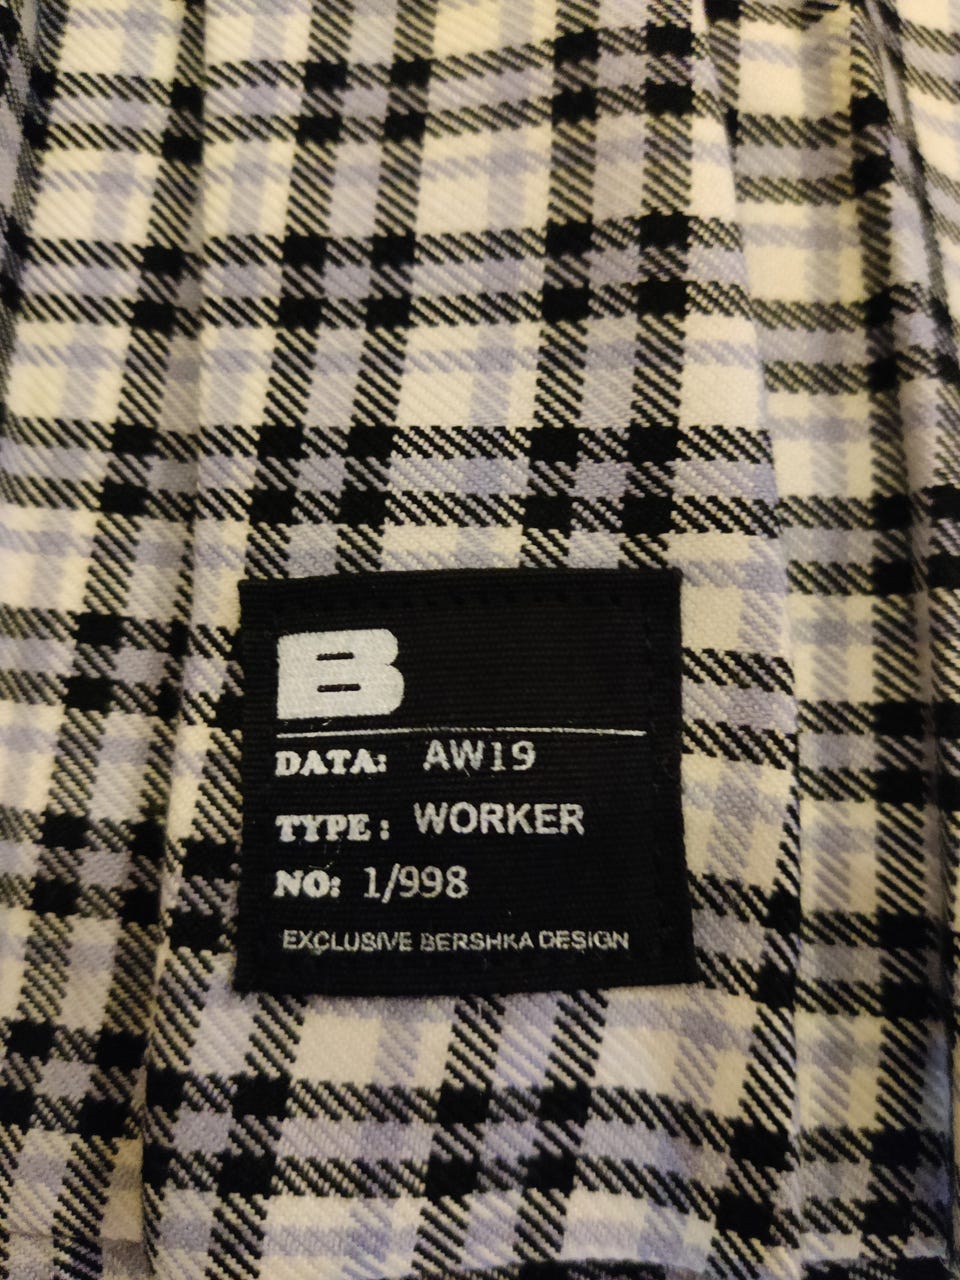 B
DATA: AW19
TYPE: WORKER
NO: 1/998
EXCLUSIVE BERSHKA DESIGN